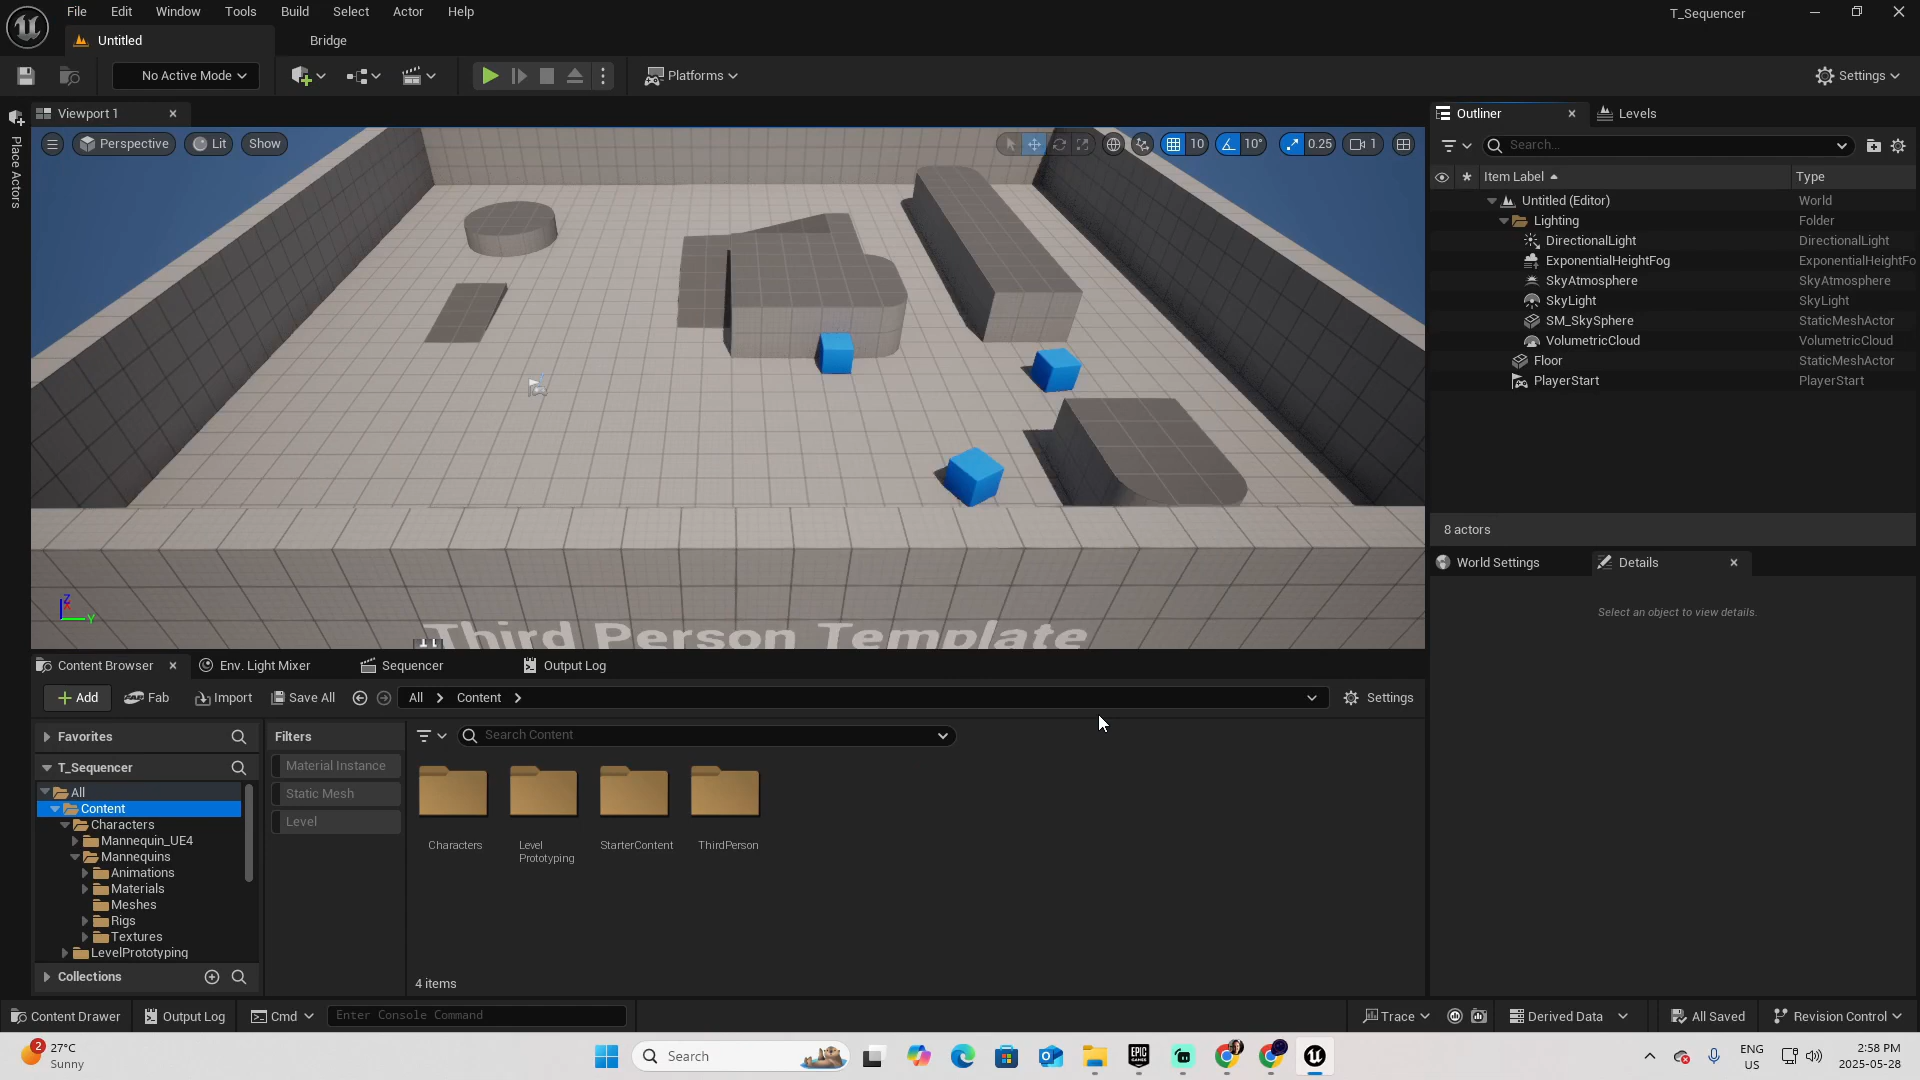 File Edit Window Tools Build Select Actor Help
T_Sequencer
Untitled
Bridge
No Active Mode
Platforms
Settings
Place Actors
Viewport 1
Perspective
Lit
Show
10
10°
0.25
1
Third Person Template
Outliner
Levels
Search...
Item Label
Type
Untitled (Editor)
World
Lighting
Folder
DirectionalLight
DirectionalLight
ExponentialHeightFog
ExponentialHeightFo
SkyAtmosphere
SkyAtmosphere
SkyLight
SkyLight
SM_SkySphere
StaticMeshActor
VolumetricCloud
VolumetricCloud
Floor
StaticMeshActor
PlayerStart
PlayerStart
8 actors
World Settings
Details
Select an object to view details.
Z
X
Y
Content Browser
Env. Light Mixer
Sequencer
Output Log
Add
Fab
Import
Save All
All
Content
Settings
Favorites
T_Sequencer
All
Content
Characters
Mannequin_UE4
Mannequins
Animations
Materials
Meshes
Rigs
Textures
LevelPrototyping
Collections
Filters
Material Instance
Static Mesh
Level
Search Content
Characters
Level
Prototyping
StarterContent
ThirdPerson
4 items
Content Drawer
Output Log
Cmd
Enter Console Command
Trace
Derived Data
All Saved
Revision Control
2
27°C
Sunny
Search
EPIC
GAMES
ENG
US
2:58 PM
2025-05-28